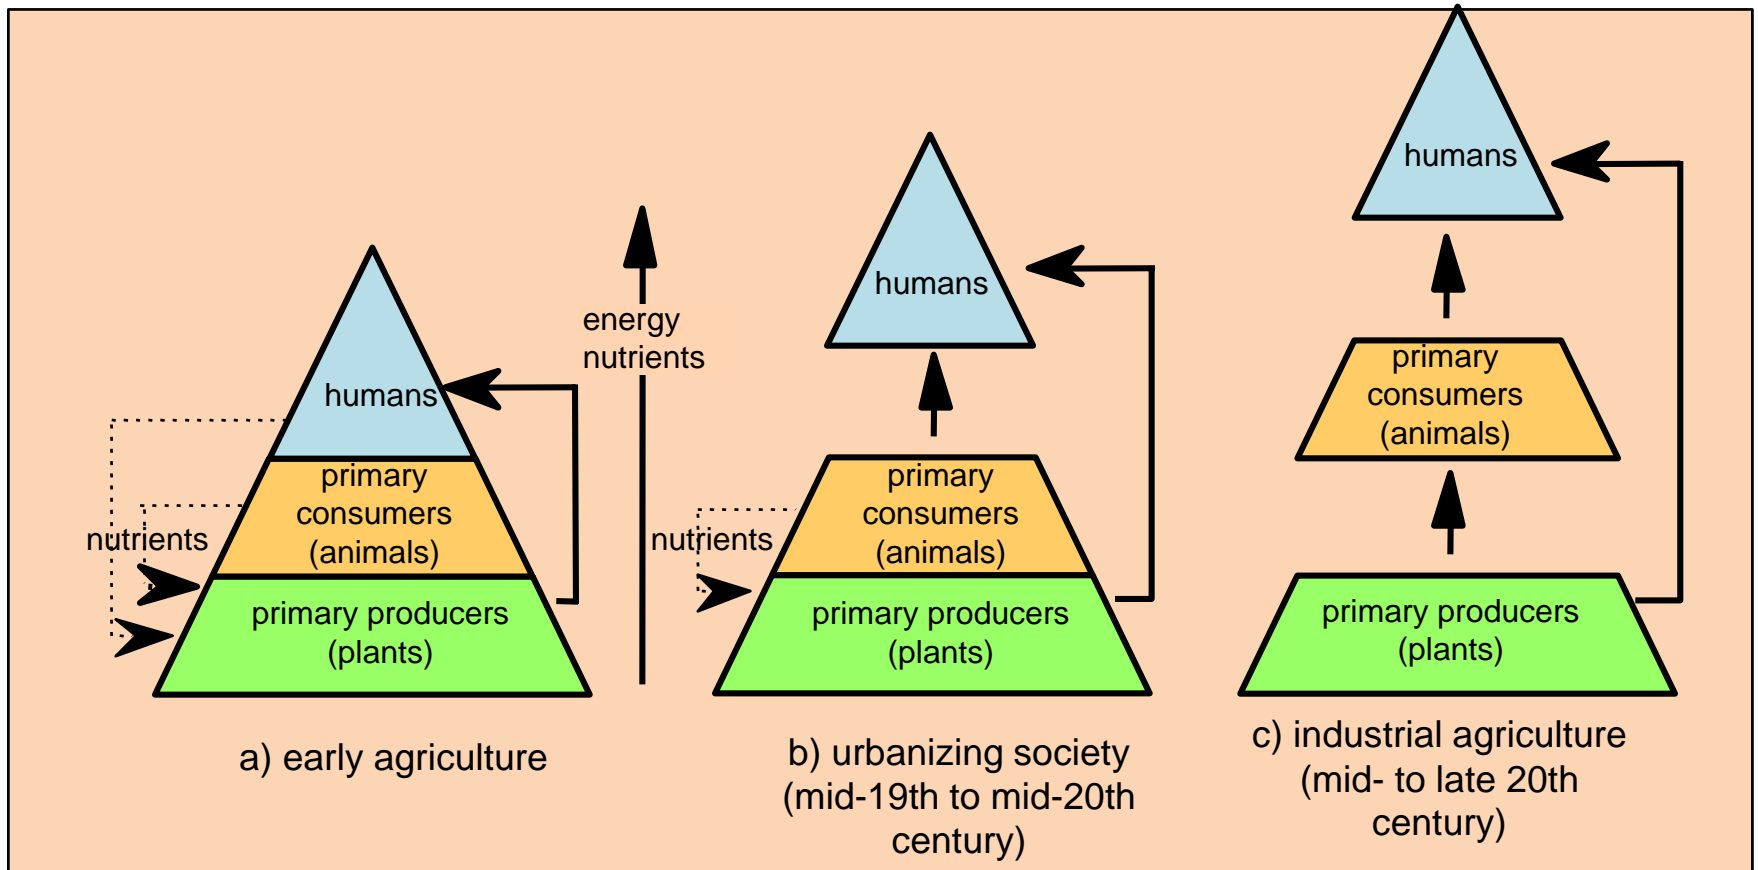 humans
primary
consumers
(animals)
nutrients
primary producers
(plants)
a) early agriculture
energy
nutrients
humans
primary
consumers
(animals)
nutrients
primary producers
(plants)
b) urbanizing society
(mid-19th to mid-20th
century)
humans
primary
consumers
(animals)
primary producers
(plants)
c) industrial agriculture
(mid- to late 20th
century)